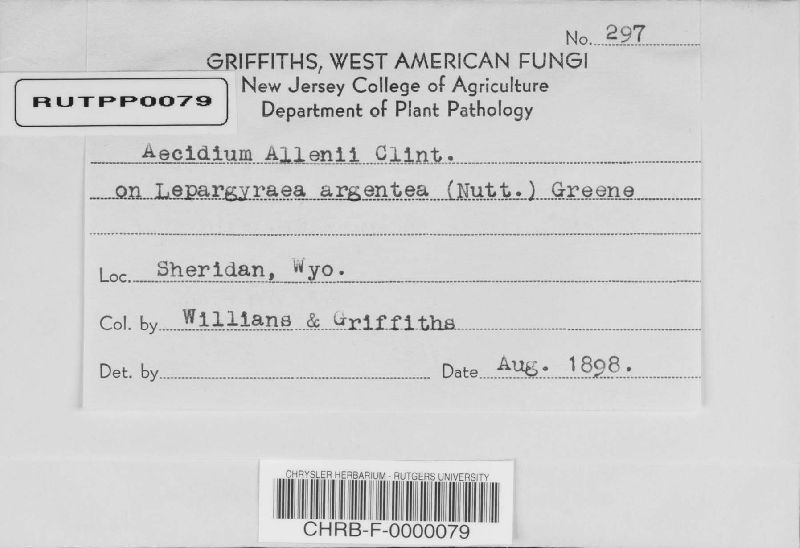 No. 297
GRIFFITHS, WEST AMERICAN FUNGI
New Jersey College of Agriculture
Department of Plant Pathology
RUTPP0079
Aecidium Allenii Clint.
on Lepargyraea argentea (Nutt.) Greene
Loc. Sheridan, Wyo.
Col. by Willians & Griffiths
Det. by
Date Aug. 1898.
CHRYSLER HERBARIUM - RUTGERS UNIVERSITY
CHRB-F-0000079